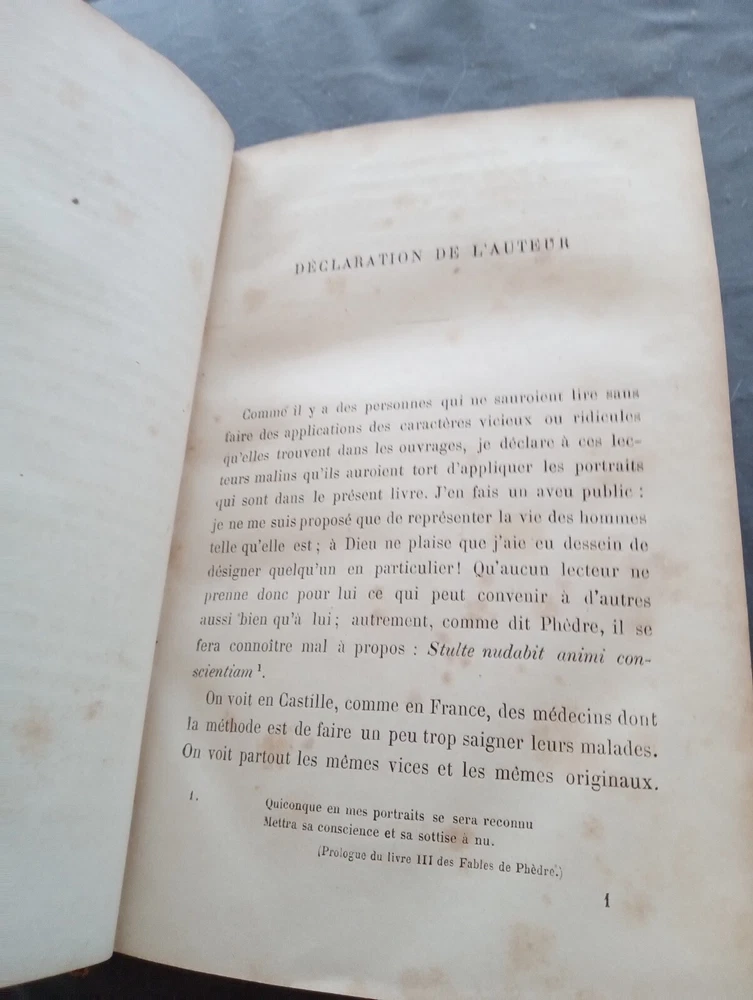 DÉCLARATION DE L'AUTEUR
Comme il y a des personnes qui ne sauroient lire sans
faire des applications des caractères vicieux ou ridicules
qu'elles trouvent dans les ouvrages, je déclare à ces lec-
teurs malins qu'ils auroient tort d'appliquer les portraits
qui sont dans le présent livre. J'en fais un aveu public :
je ne me suis proposé que de représenter la vie des hommes
telle qu'elle est ; à Dieu ne plaise que j'aie eu dessein de
désigner quelqu'un en particulier ! Qu'aucun lecteur ne
prenne donc pour lui ce qui peut convenir à d'autres
aussi bien qu'à lui ; autrement, comme dit Phèdre, il se
fera connoître mal à propos : Stulte nudabit animi con-
scientiam 1.
On voit en Castille, comme en France, des médecins dont
la méthode est de faire un peu trop saigner leurs malades.
On voit partout les mêmes vices et les mêmes originaux.
1. Quiconque en mes portraits se sera reconnu
Mettra sa conscience et sa sottise à nu.
(Prologue du livre III des Fables de Phèdre.)
1